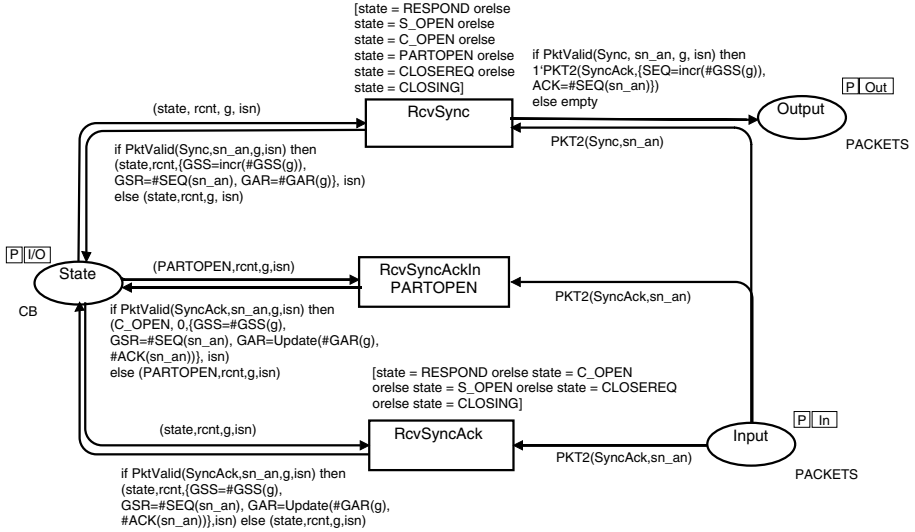 [state = RESPOND orelse
state = S_OPEN orelse
state = C_OPEN orelse
state = PARTOPEN orelse
state = CLOSEREQ orelse
state = CLOSING]
if PktValid(Sync, sn_an, g, isn) then
1‘PKT2(SyncAck,{SEQ=incr(#GSS(g)),
ACK=#SEQ(sn_an)})
else empty
(state, rcnt, g, isn)
RcvSync
Output
P Out
PACKETS
PKT2(Sync,sn_an)
if PktValid(Sync,sn_an,g,isn) then
(state,rcnt,{GSS=incr(#GSS(g)),
GSR=#SEQ(sn_an), GAR=#GAR(g)}, isn)
else (state,rcnt,g, isn)
P I/O
State
CB
(PARTOPEN,rcnt,g,isn)
RcvSyncAckIn
PARTOPEN
PKT2(SyncAck,sn_an)
if PktValid(SyncAck,sn_an,g,isn) then
(C_OPEN, 0,{GSS=#GSS(g),
GSR=#SEQ(sn_an), GAR=Update(#GAR(g),
#ACK(sn_an))}, isn)
else (PARTOPEN,rcnt,g,isn)
[state = RESPOND orelse state = C_OPEN
orelse state = S_OPEN orelse state = CLOSEREQ
orelse state = CLOSING]
(state,rcnt,g,isn)
RcvSyncAck
PKT2(SyncAck,sn_an)
Input
P In
PACKETS
if PktValid(SyncAck,sn_an,g,isn) then
(state,rcnt,{GSS=#GSS(g),
GSR=#SEQ(sn_an), GAR=Update(#GAR(g),
#ACK(sn_an))},isn) else (state,rcnt,g,isn)